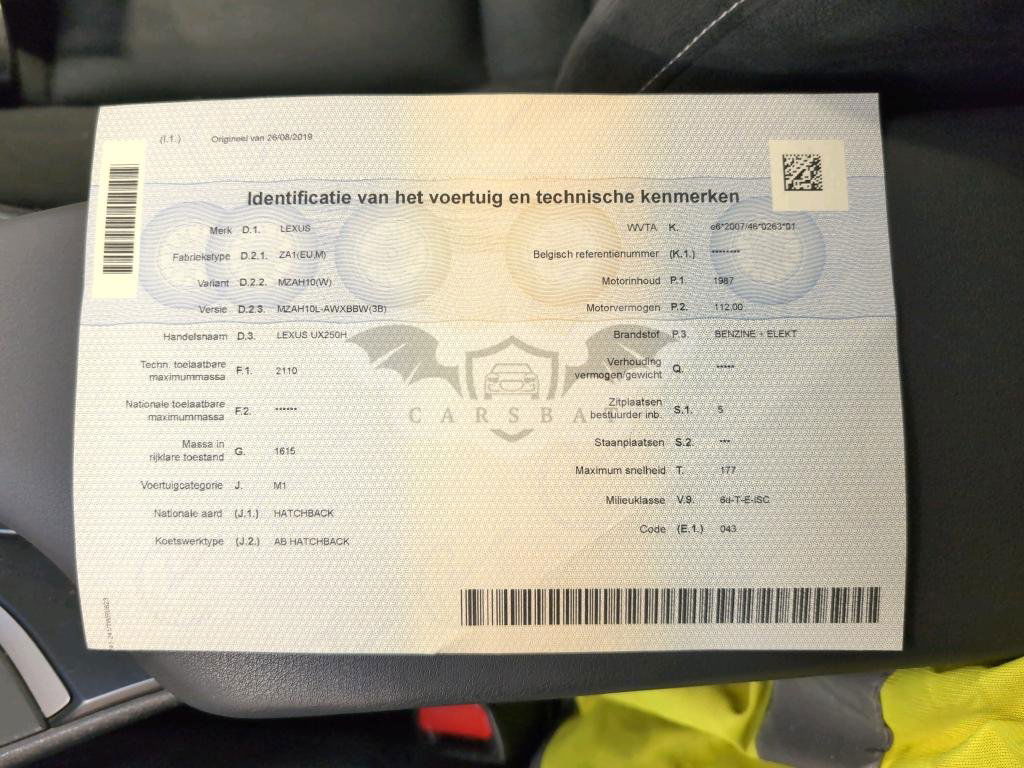 (I.1.) Origineel van 26/08/2019
Identificatie van het voertuig en technische kenmerken
Merk D.1. LEXUS
Fabriekstype D.2.1. ZA1(EU,M)
Variant D.2.2. MZAH10(W)
Versie D.2.3. MZAH10L-AWXBBW(3B)
Handelsnaam D.3. LEXUS UX250H
Techn. toelaatbare
maximummassa F.1. 2110
Nationale toelaatbare
maximummassa F.2. ******
Massa in
rijklare toestand G. 1615
Voertuigcategorie J. M1
Nationale aard (J.1.) HATCHBACK
Koetswerktype (J.2.) AB HATCHBACK
WVTA K. e6*2007/46*0263*01
Belgisch referentienummer (K.1.) ********
Motorinhoud P.1. 1987
Motorvermogen P.2. 112.00
Brandstof P.3. BENZINE + ELEKT
Verhouding
vermogen/gewicht Q. *****
Zitplaatsen
bestuurder inb. S.1. 5
Staanplaatsen S.2. ***
Maximum snelheid T. 177
Milieuklasse V.9. 6d-T-E-ISC
Code (E.1.) 043
CARSBAT